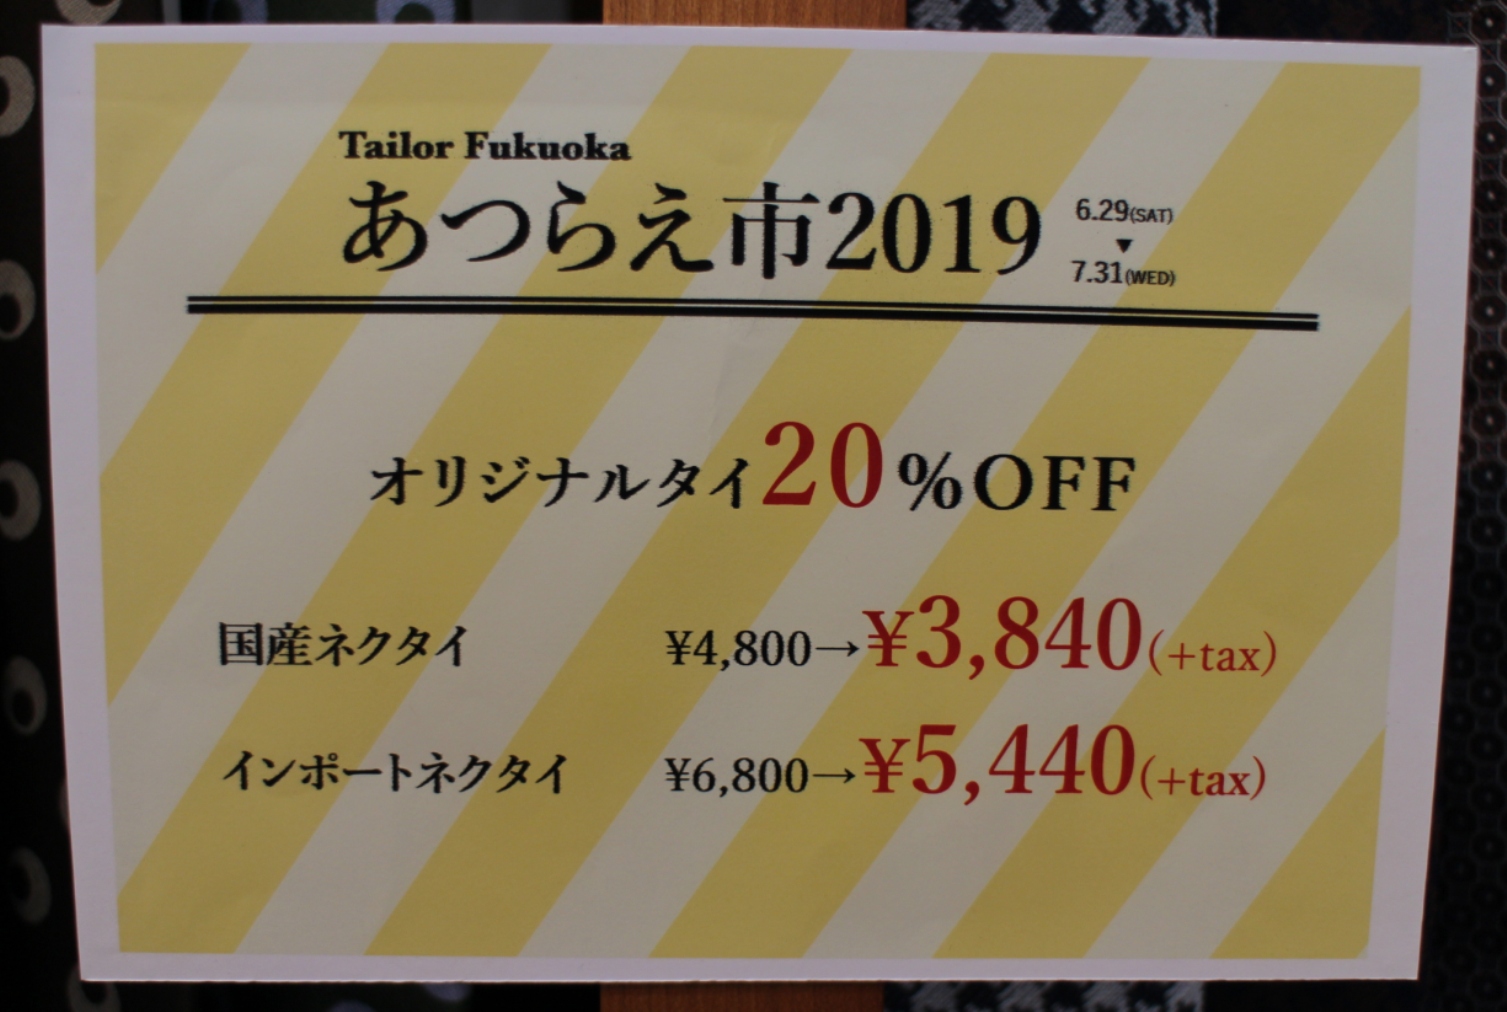 Tailor Fukuoka
あつらえ市2019
6.29(SAT)
▼
7.31(WED)
オリジナルタイ20%OFF
国産ネクタイ ¥4,800→¥3,840(+tax)
インポートネクタイ ¥6,800→¥5,440(+tax)